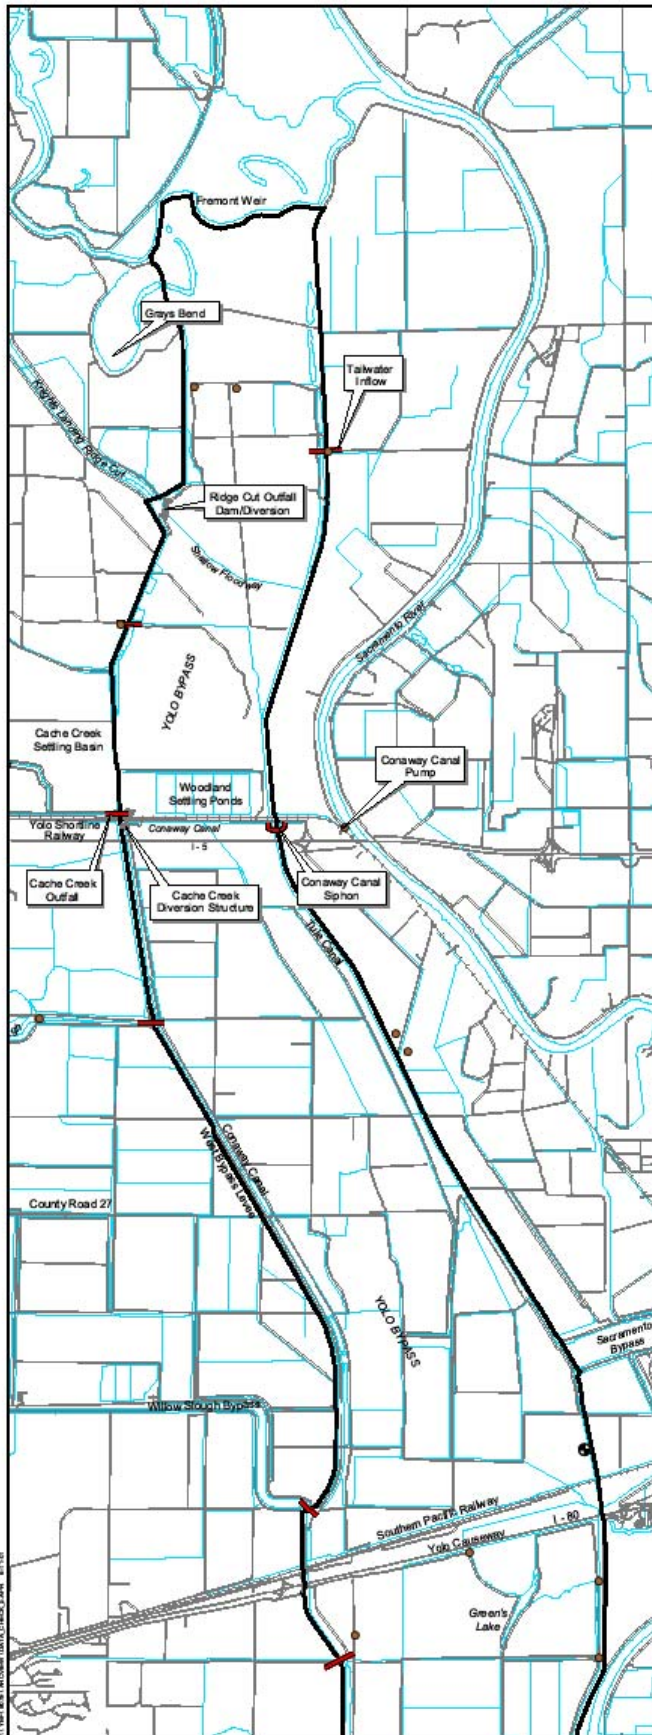 Fremont Weir
Grays Bend
Tailwater
Inflow
Knights Landing Ridge Cut
Ridge Cut Outfall
Dam/Diversion
Shallow Floodway
Sacramento River
YOLO BYPASS
Cache Creek
Settling Basin
Conaway Canal
Pump
Woodland
Settling Ponds
Yolo Shortline
Railway
Conaway Canal
I - 5
Cache Creek
Outfall
Cache Creek
Diversion Structure
Conaway Canal
Siphon
Tule Canal
Conaway Canal
West Bypass Levee
County Road 27
YOLO BYPASS
Sacramento
Bypass
Willow Slough Bypass
Southern Pacific Railway
Yolo Causeway
I - 80
Green's
Lake